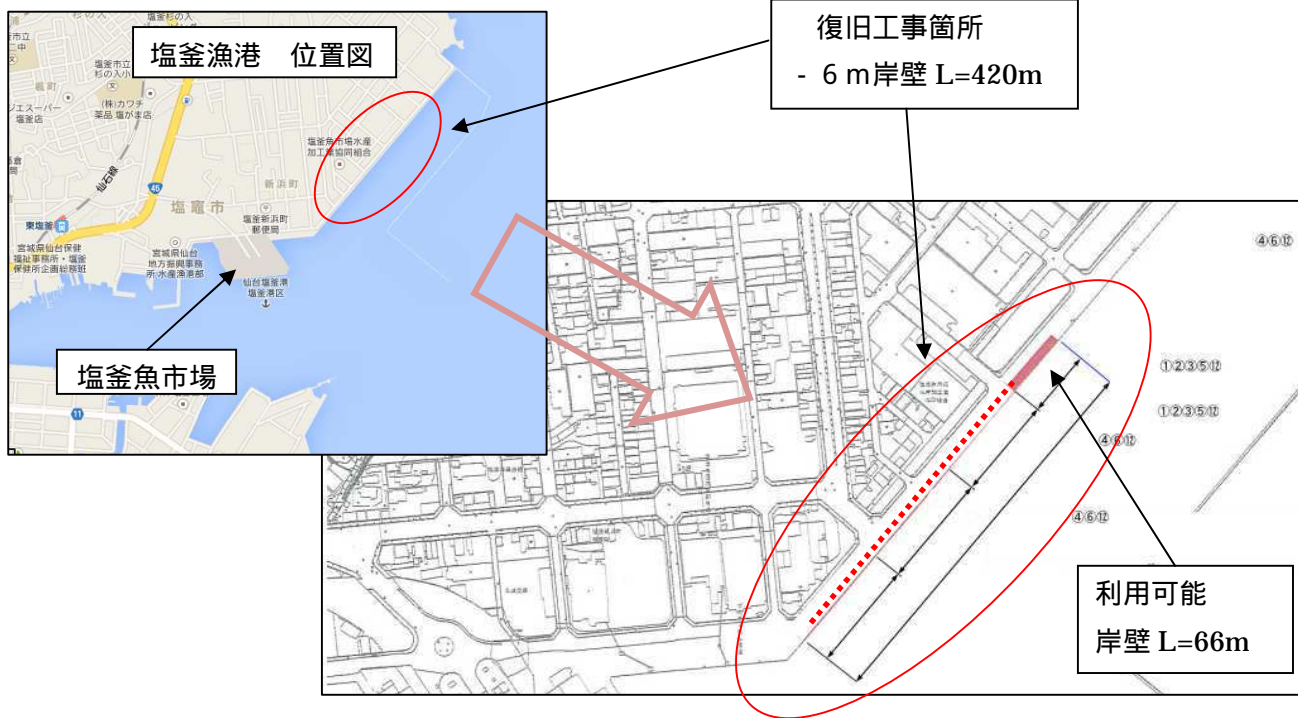 塩釜漁港 位置図
復旧工事箇所
- 6 m岸壁 L=420m
塩釜市立
杉の入小
(株)カワチ
薬品 塩がま店
塩釜店
仙石線
45
塩釜魚市場水産
加工業協同組合
新浜町
塩竈市
塩釜新浜町
郵便局
東塩釜
宮城県仙台保健
福祉事務所・塩釜
保健所企画総務班
宮城県仙台
地方振興事務
所 水産漁港部
仙台塩釜港
塩釜港区
塩釜魚市場
11
④⑥⑫
①②③⑤⑫
①②③⑤⑫
④⑥⑫
④⑥⑫
利用可能
岸壁 L=66m